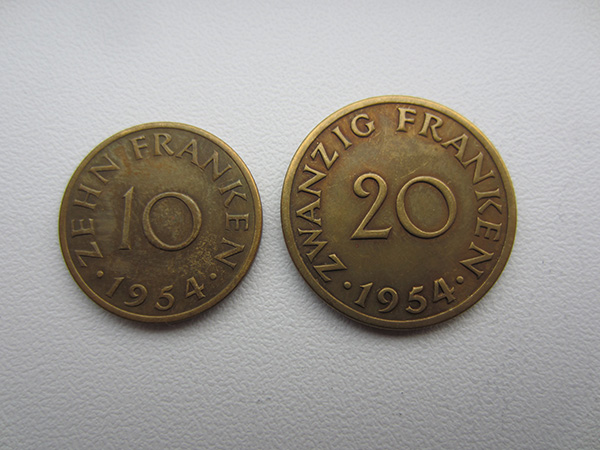 ZEHN FRANKEN
10
· 1954 ·
ZWANZIG FRANKEN
20
· 1954 ·